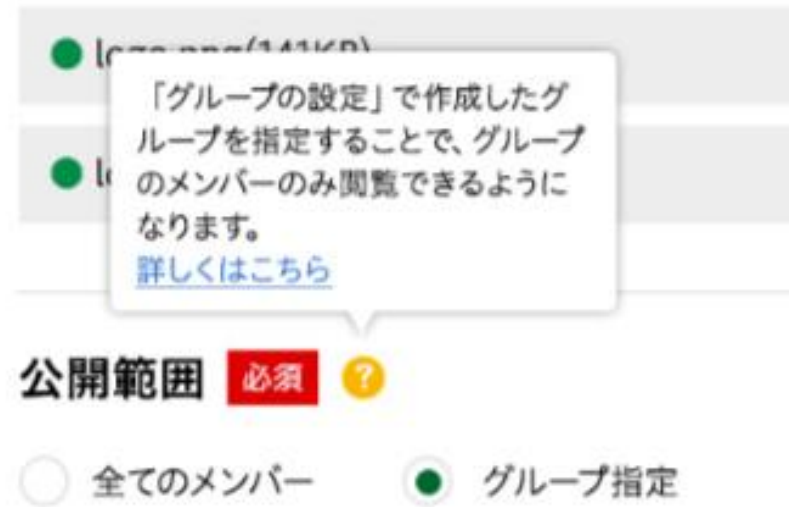 「グループの設定」で作成したグ
ループを指定することで、グループ
のメンバーのみ閲覧できるように
なります。
詳しくはこちら
公開範囲 必須 ?
全てのメンバー グループ指定